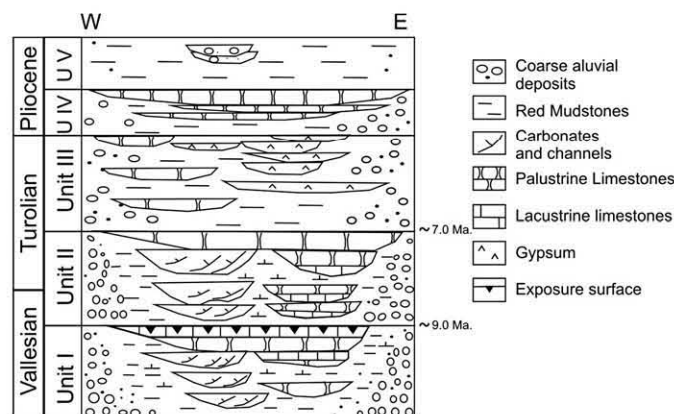 W
E
Pliocene
Turolian
Vallesian
U V
U IV
Unit III
Unit II
Unit I
~7.0 Ma.
~9.0 Ma.
Coarse aluvial
deposits
Red Mudstones
Carbonates
and channels
Palustrine Limestones
Lacustrine limestones
Gypsum
Exposure surface